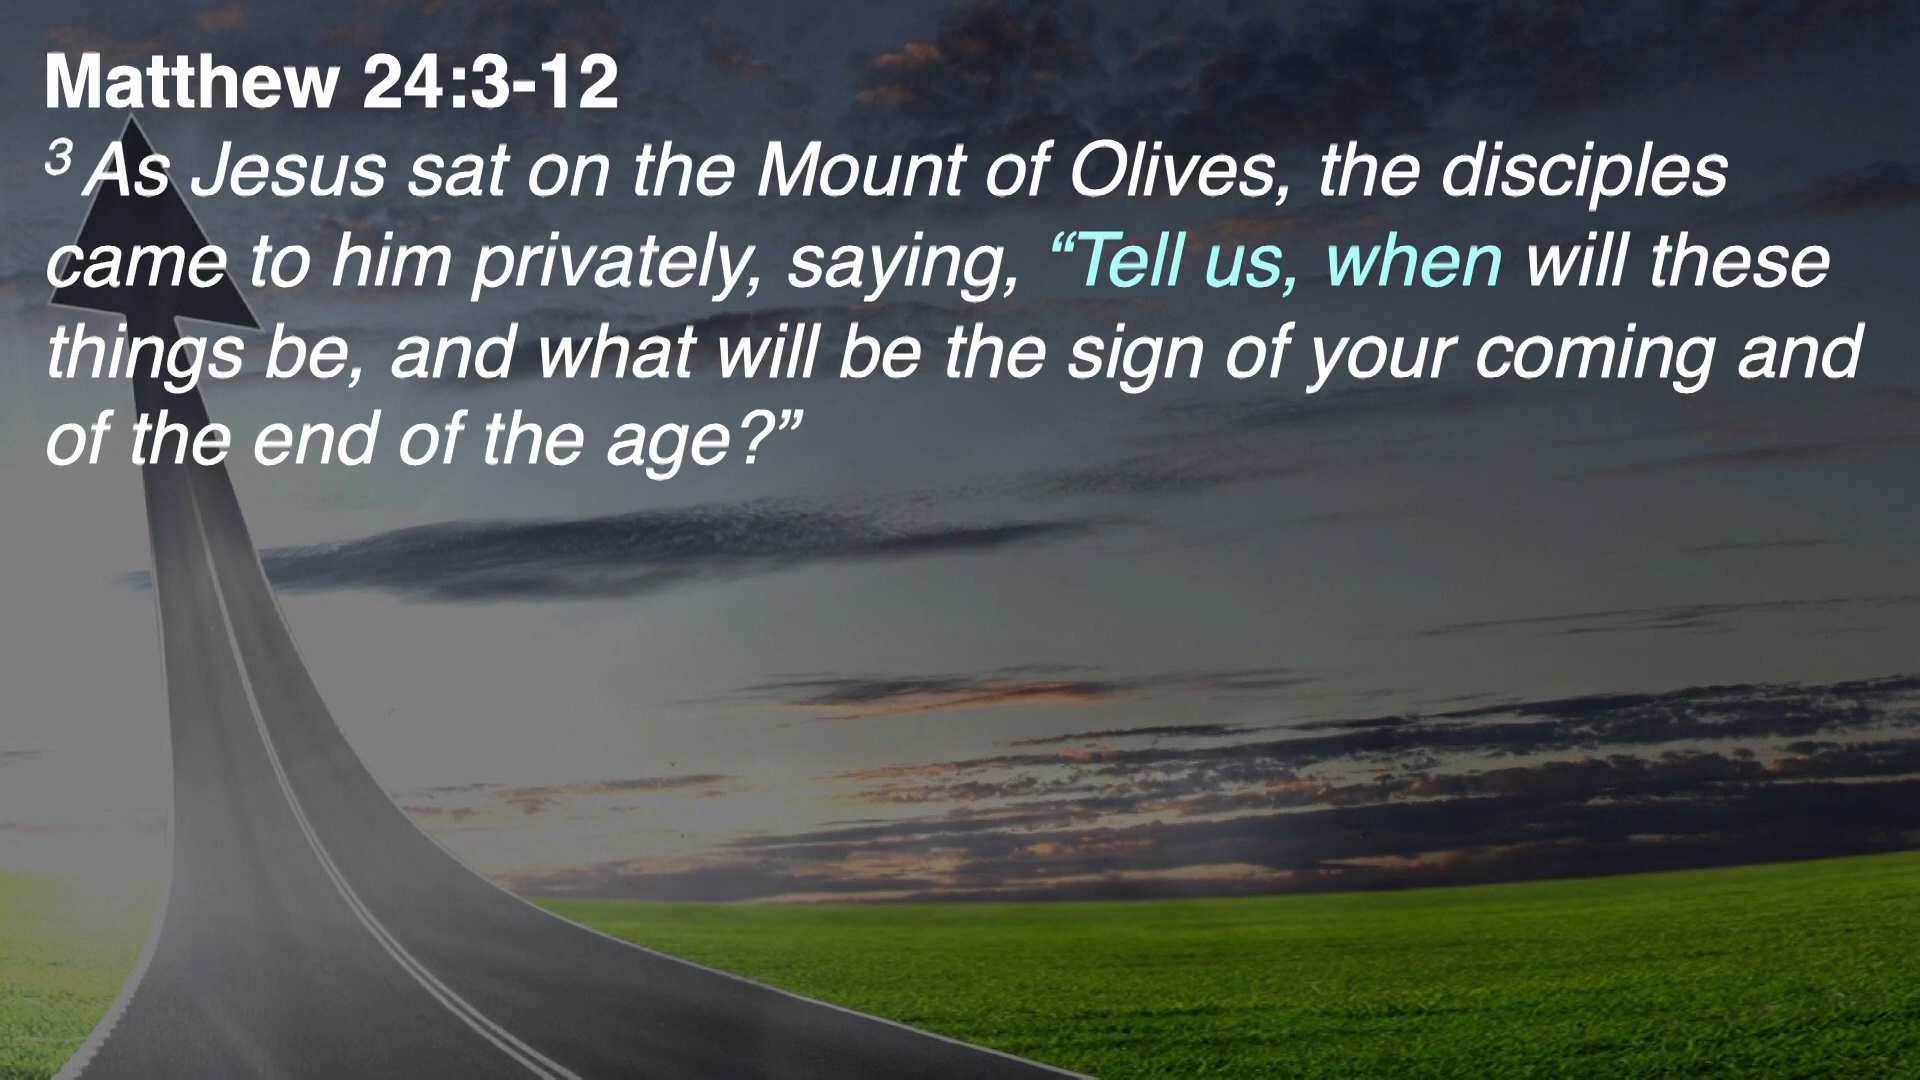 Matthew 24:3-12
³ As Jesus sat on the Mount of Olives, the disciples
came to him privately, saying, “Tell us, when will these
things be, and what will be the sign of your coming and
of the end of the age?”